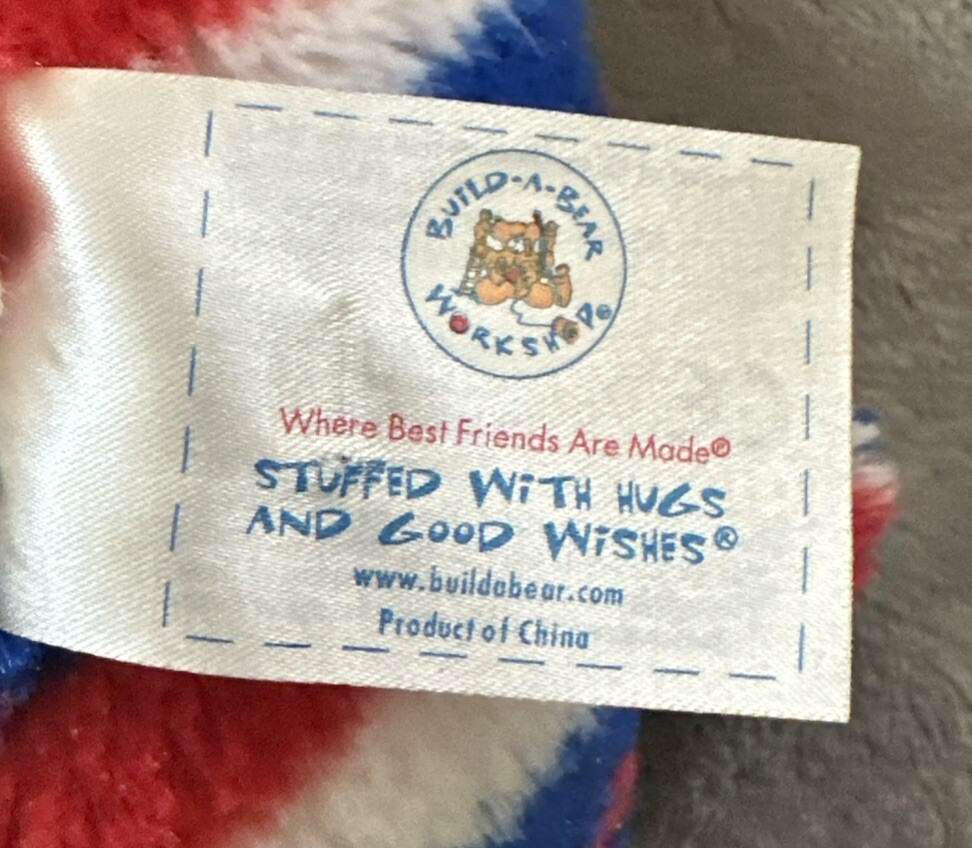 BUiLD-A-BEAR
WORKSHOP®
Where Best Friends Are Made®
STUFFED WiTH HUGS
AND GOOD WiSHES®
www.buildabear.com
Product of China